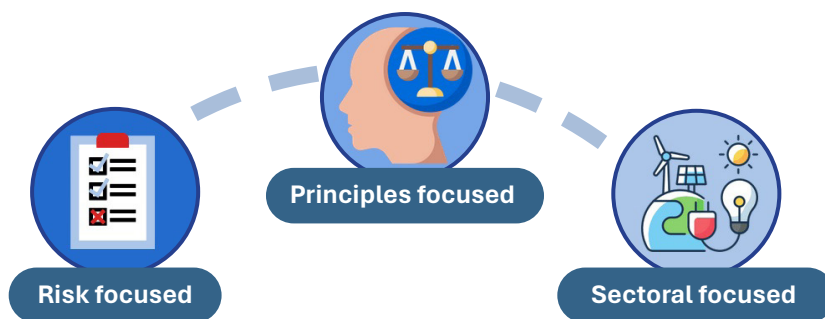 Principles focused
Risk focused
Sectoral focused